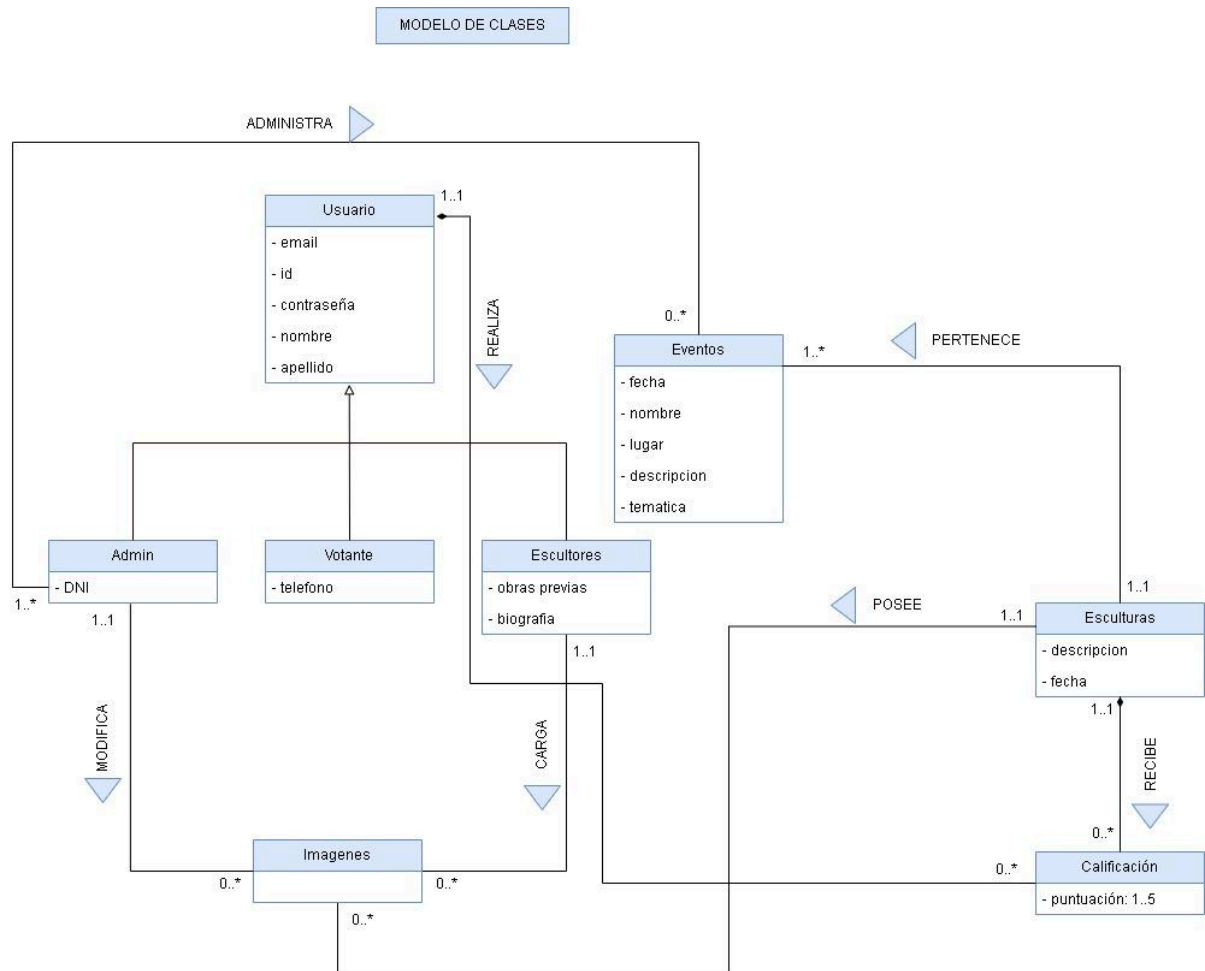 MODELO DE CLASES
ADMINISTRA
1..1
Usuario
- email
- id
- contraseña
- nombre
- apellido
REALIZA
0..*
Eventos
- fecha
- nombre
- lugar
- descripcion
- tematica
1..*
PERTENECE
Admin
- DNI
1..*
1..1
Votante
- telefono
Escultores
- obras previas
- biografia
1..1
POSEE
1..1
1..1
Esculturas
- descripcion
- fecha
1..1
MODIFICA
CARGA
RECIBE
Imagenes
0..*
0..*
0..*
0..*
0..*
Calificación
- puntuación: 1..5